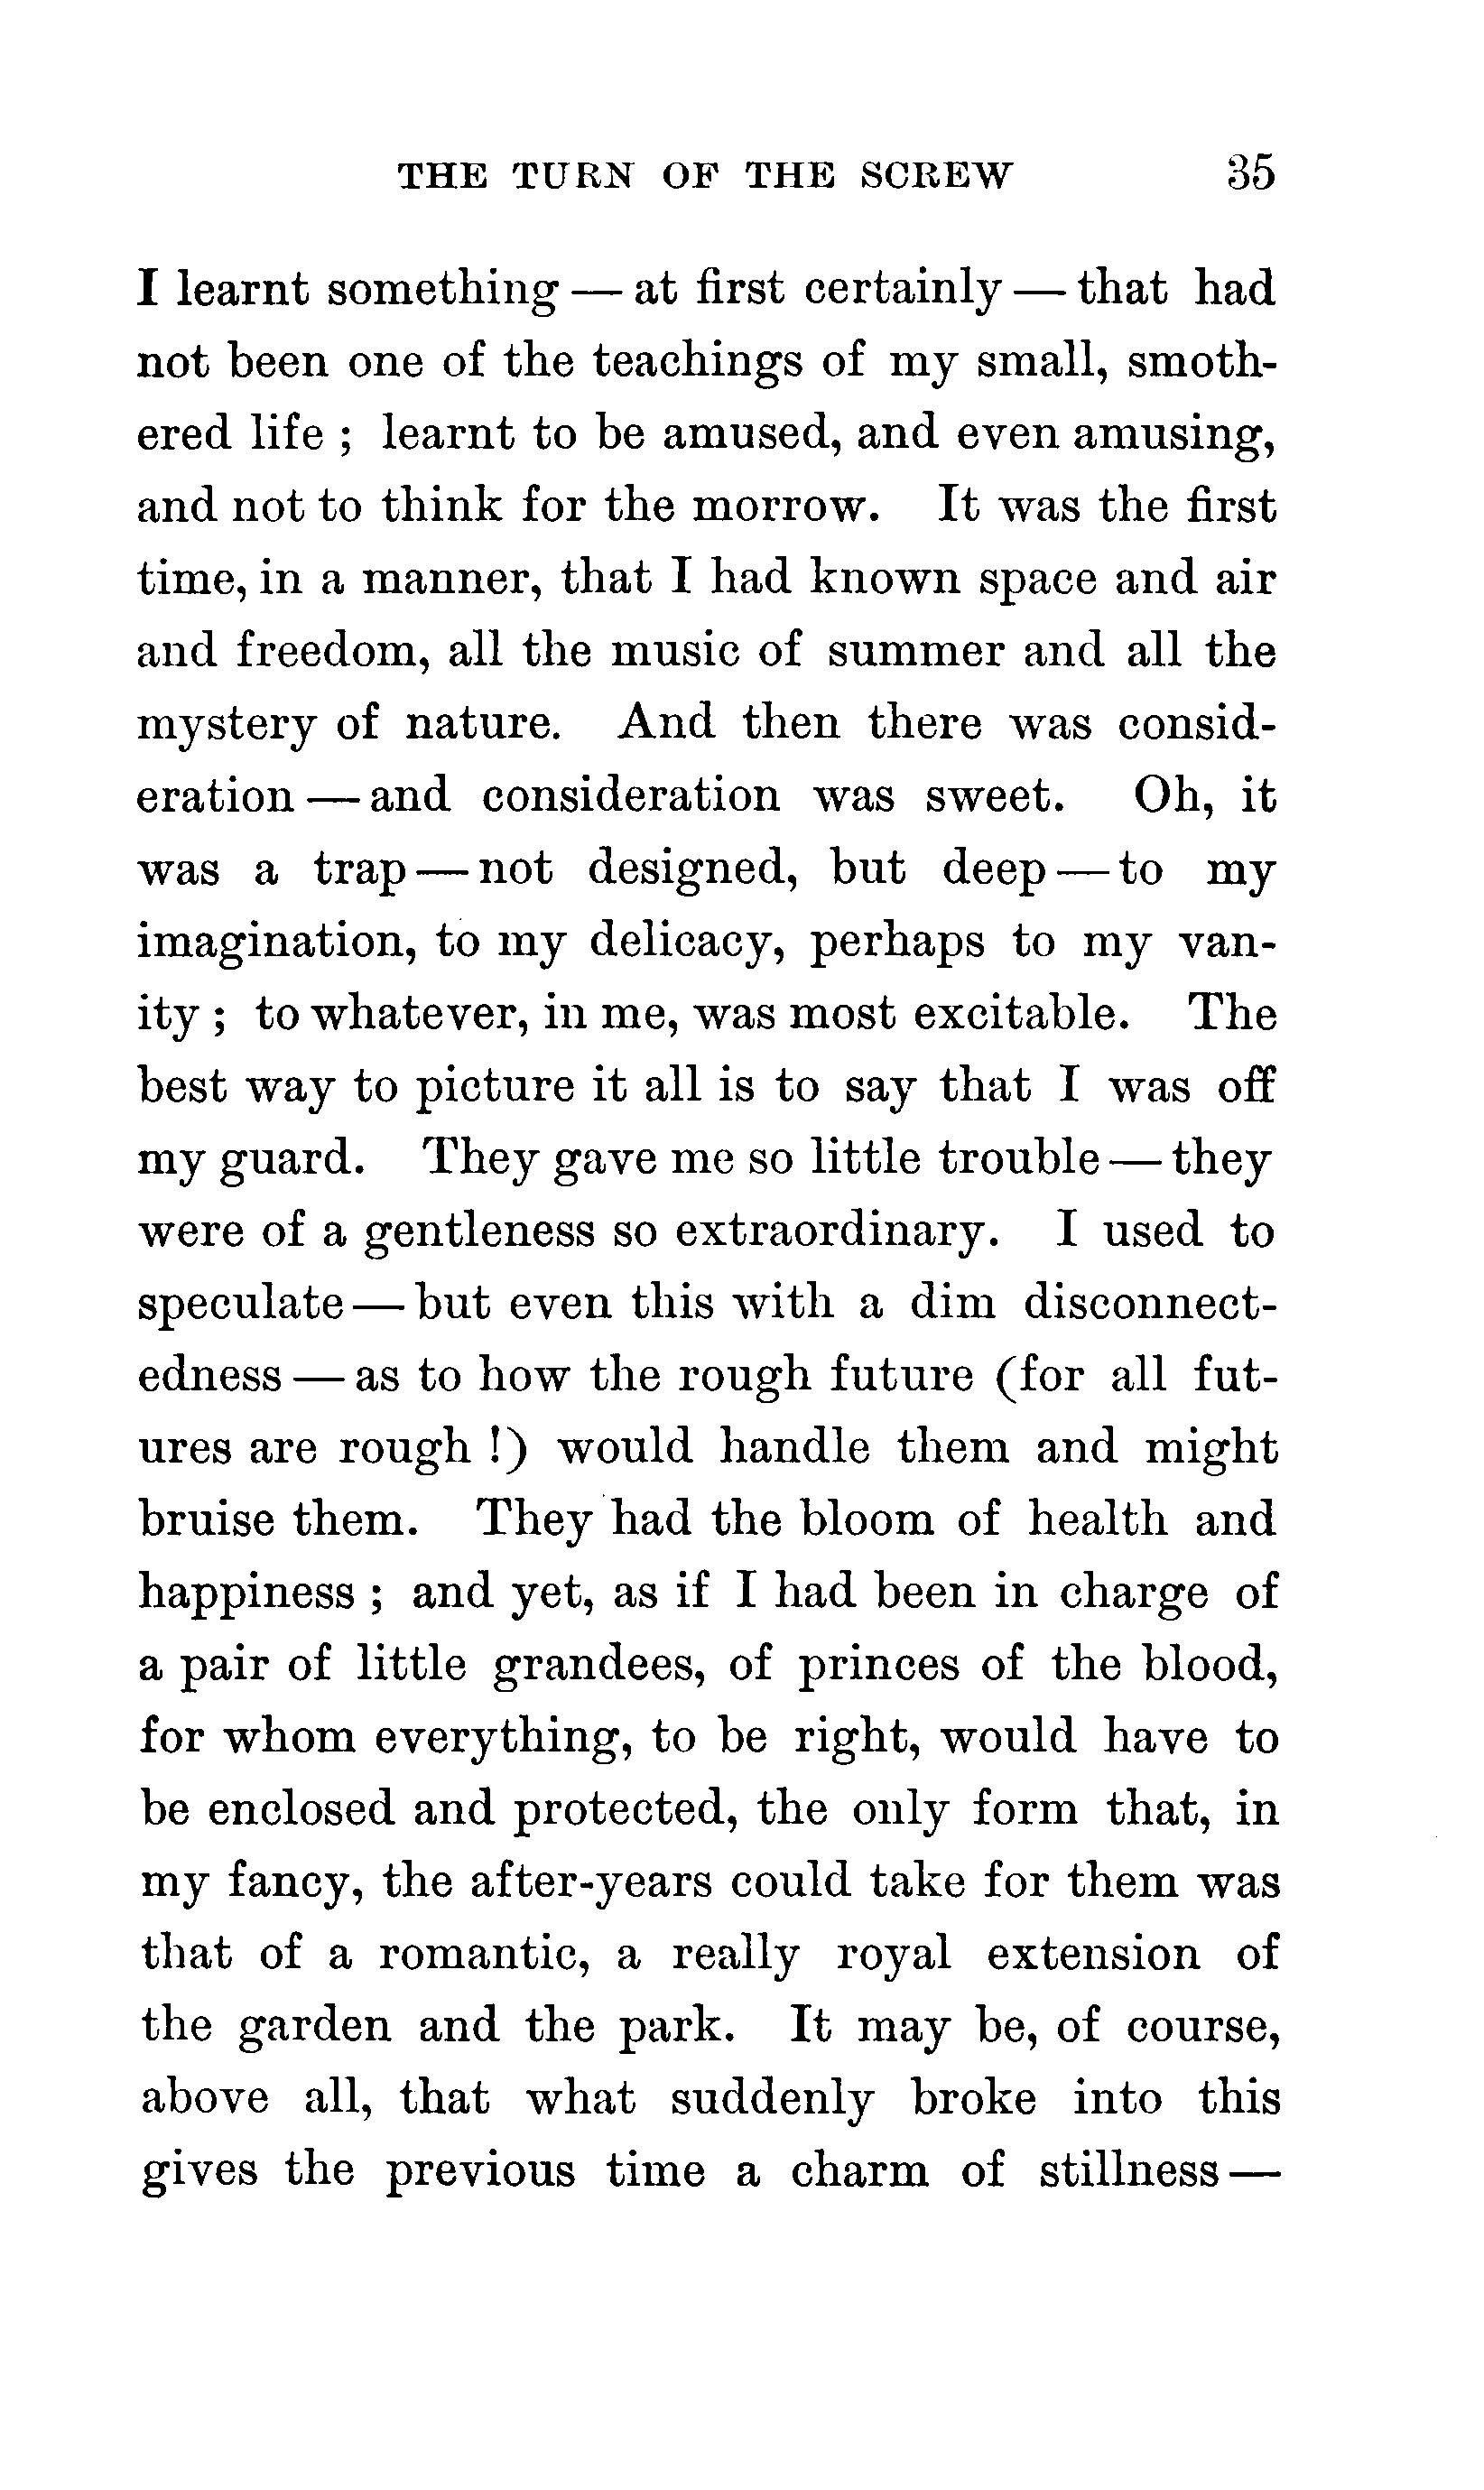 THE TURN OF THE SCREW 35
I learnt something — at first certainly — that had
not been one of the teachings of my small, smoth-
ered life ; learnt to be amused, and even amusing,
and not to think for the morrow. It was the first
time, in a manner, that I had known space and air
and freedom, all the music of summer and all the
mystery of nature. And then there was consid-
eration — and consideration was sweet. Oh, it
was a trap — not designed, but deep — to my
imagination, to my delicacy, perhaps to my van-
ity ; to whatever, in me, was most excitable. The
best way to picture it all is to say that I was off
my guard. They gave me so little trouble — they
were of a gentleness so extraordinary. I used to
speculate — but even this with a dim disconnect-
edness — as to how the rough future (for all fut-
ures are rough !) would handle them and might
bruise them. They had the bloom of health and
happiness ; and yet, as if I had been in charge of
a pair of little grandees, of princes of the blood,
for whom everything, to be right, would have to
be enclosed and protected, the only form that, in
my fancy, the after-years could take for them was
that of a romantic, a really royal extension of
the garden and the park. It may be, of course,
above all, that what suddenly broke into this
gives the previous time a charm of stillness —